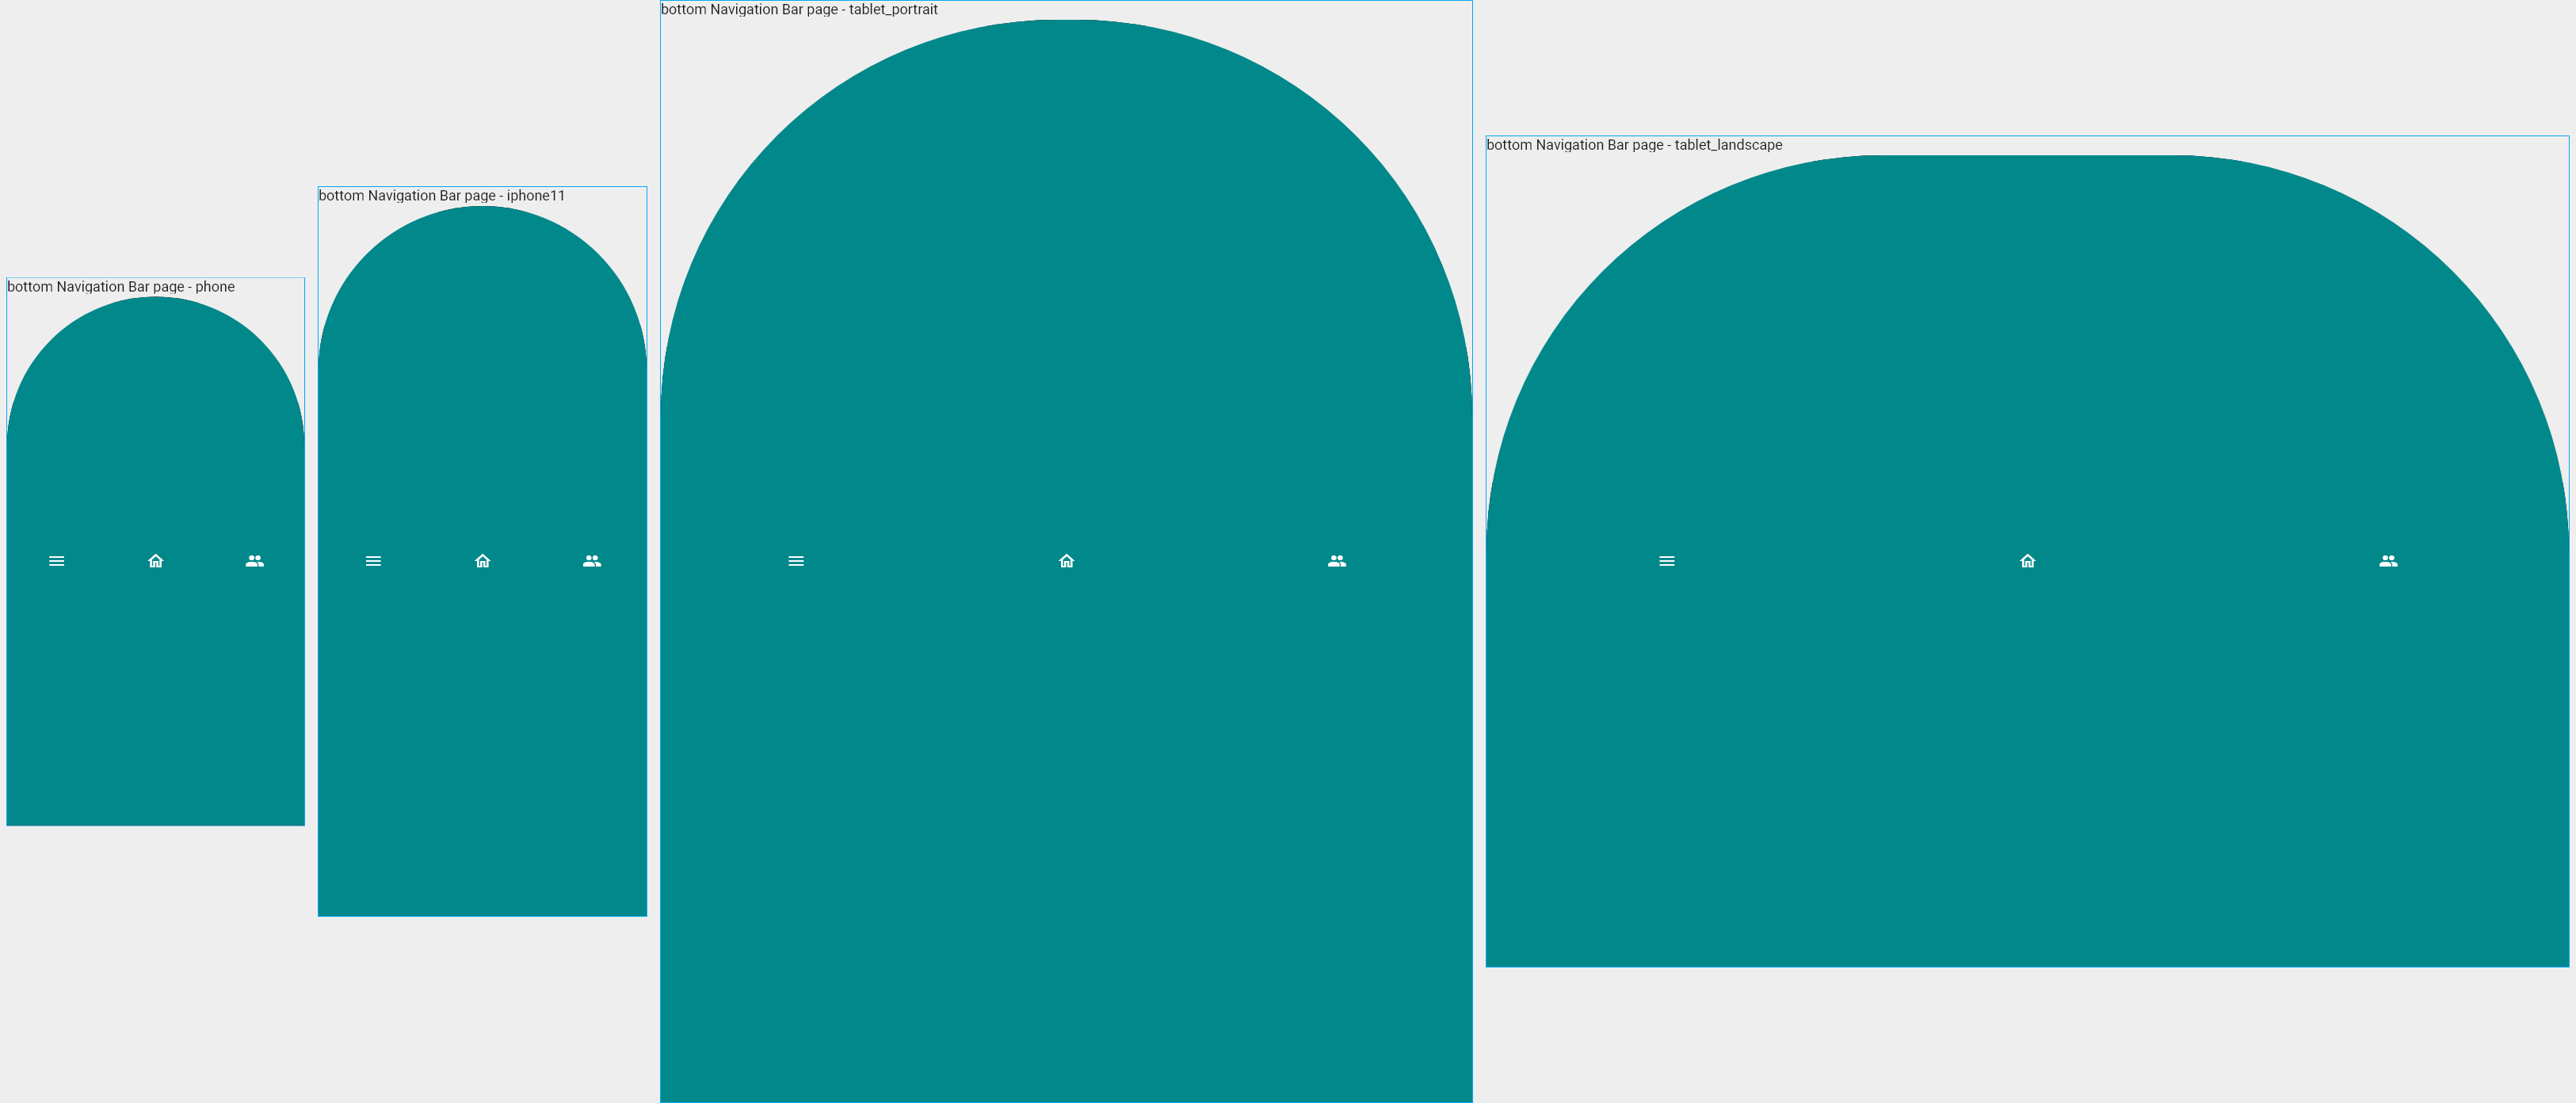 bottom Navigation Bar page - phone
bottom Navigation Bar page - iphone11
bottom Navigation Bar page - tablet_portrait
bottom Navigation Bar page - tablet_landscape